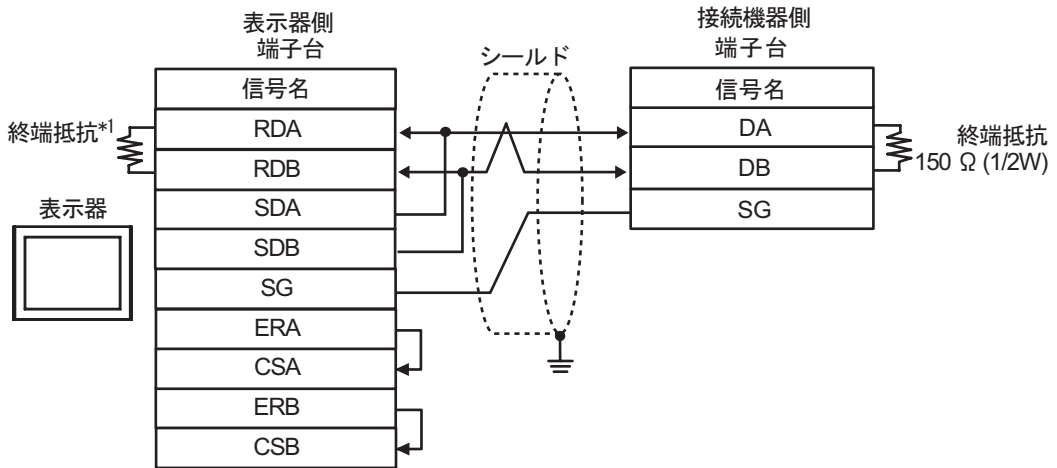 表示器側
端子台
信号名
RDA
RDB
SDA
SDB
SG
ERA
CSA
ERB
CSB
終端抵抗*1
表示器
シールド
接続機器側
端子台
信号名
DA
DB
SG
終端抵抗
150 Ω (1/2W)